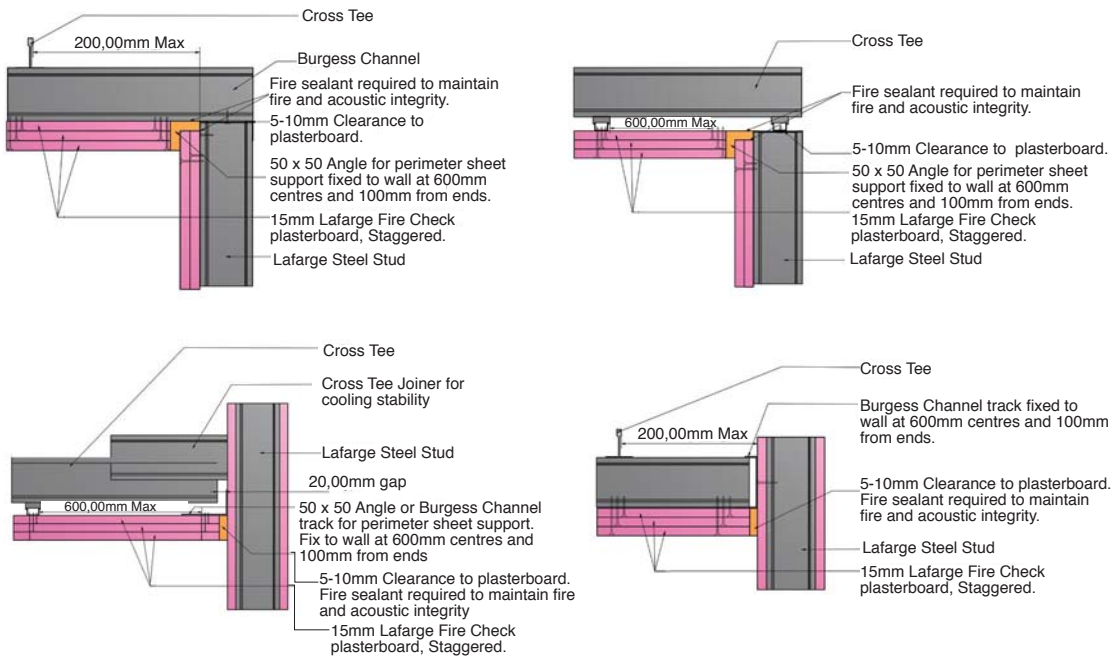 Cross Tee
200,00mm Max
Burgess Channel
Fire sealant required to maintain
fire and acoustic integrity.
5-10mm Clearance to
plasterboard.
50 x 50 Angle for perimeter sheet
support fixed to wall at 600mm
centres and 100mm from ends.
15mm Lafarge Fire Check
plasterboard, Staggered.
Lafarge Steel Stud
Cross Tee
Fire sealant required to maintain
fire and acoustic integrity.
600,00mm Max
5-10mm Clearance to plasterboard.
50 x 50 Angle for perimeter sheet
support fixed to wall at 600mm
centres and 100mm from ends.
15mm Lafarge Fire Check
plasterboard, Staggered.
Lafarge Steel Stud
Cross Tee
Cross Tee Joiner for
cooling stability
Lafarge Steel Stud
20,00mm gap
600,00mm Max
50 x 50 Angle or Burgess Channel
track for perimeter sheet support.
Fix to wall at 600mm centres and
100mm from ends
5-10mm Clearance to plasterboard.
Fire sealant required to maintain fire
and acoustic integrity
15mm Lafarge Fire Check
plasterboard, Staggered.
Cross Tee
Burgess Channel track fixed to
wall at 600mm centres and 100mm
from ends.
200,00mm Max
5-10mm Clearance to plasterboard.
Fire sealant required to maintain
fire and acoustic integrity.
Lafarge Steel Stud
15mm Lafarge Fire Check
plasterboard, Staggered.